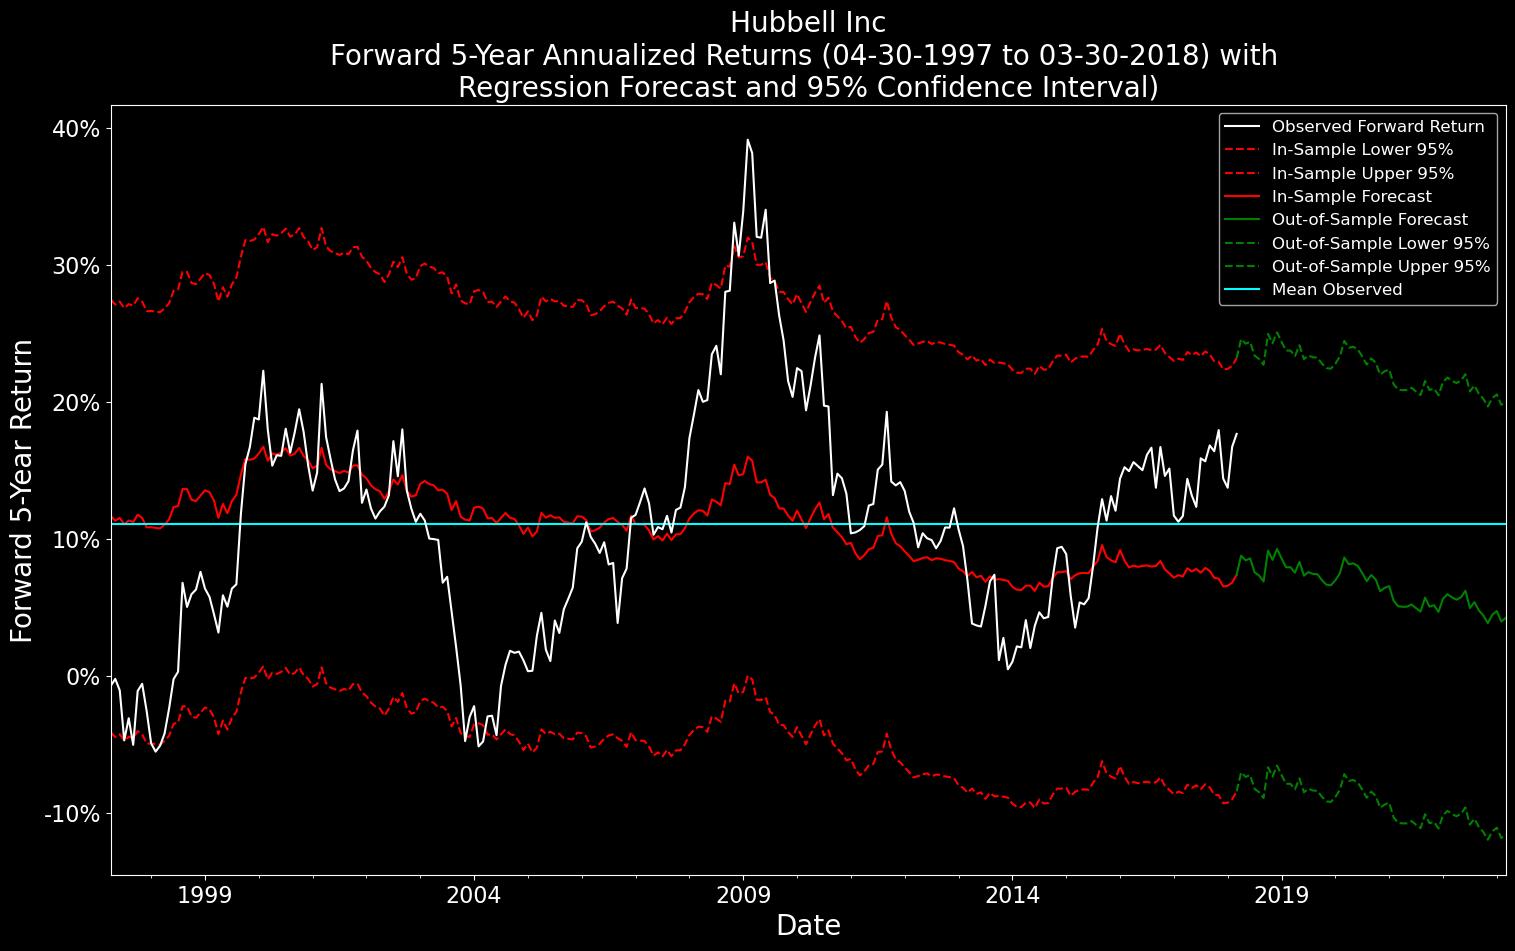 Hubbell Inc
Forward 5-Year Annualized Returns (04-30-1997 to 03-30-2018) with
Regression Forecast and 95% Confidence Interval)
40%
30%
20%
10%
0%
-10%
Forward 5-Year Return
Observed Forward Return
In-Sample Lower 95%
In-Sample Upper 95%
In-Sample Forecast
Out-of-Sample Forecast
Out-of-Sample Lower 95%
Out-of-Sample Upper 95%
Mean Observed
1999
2004
2009
2014
2019
Date